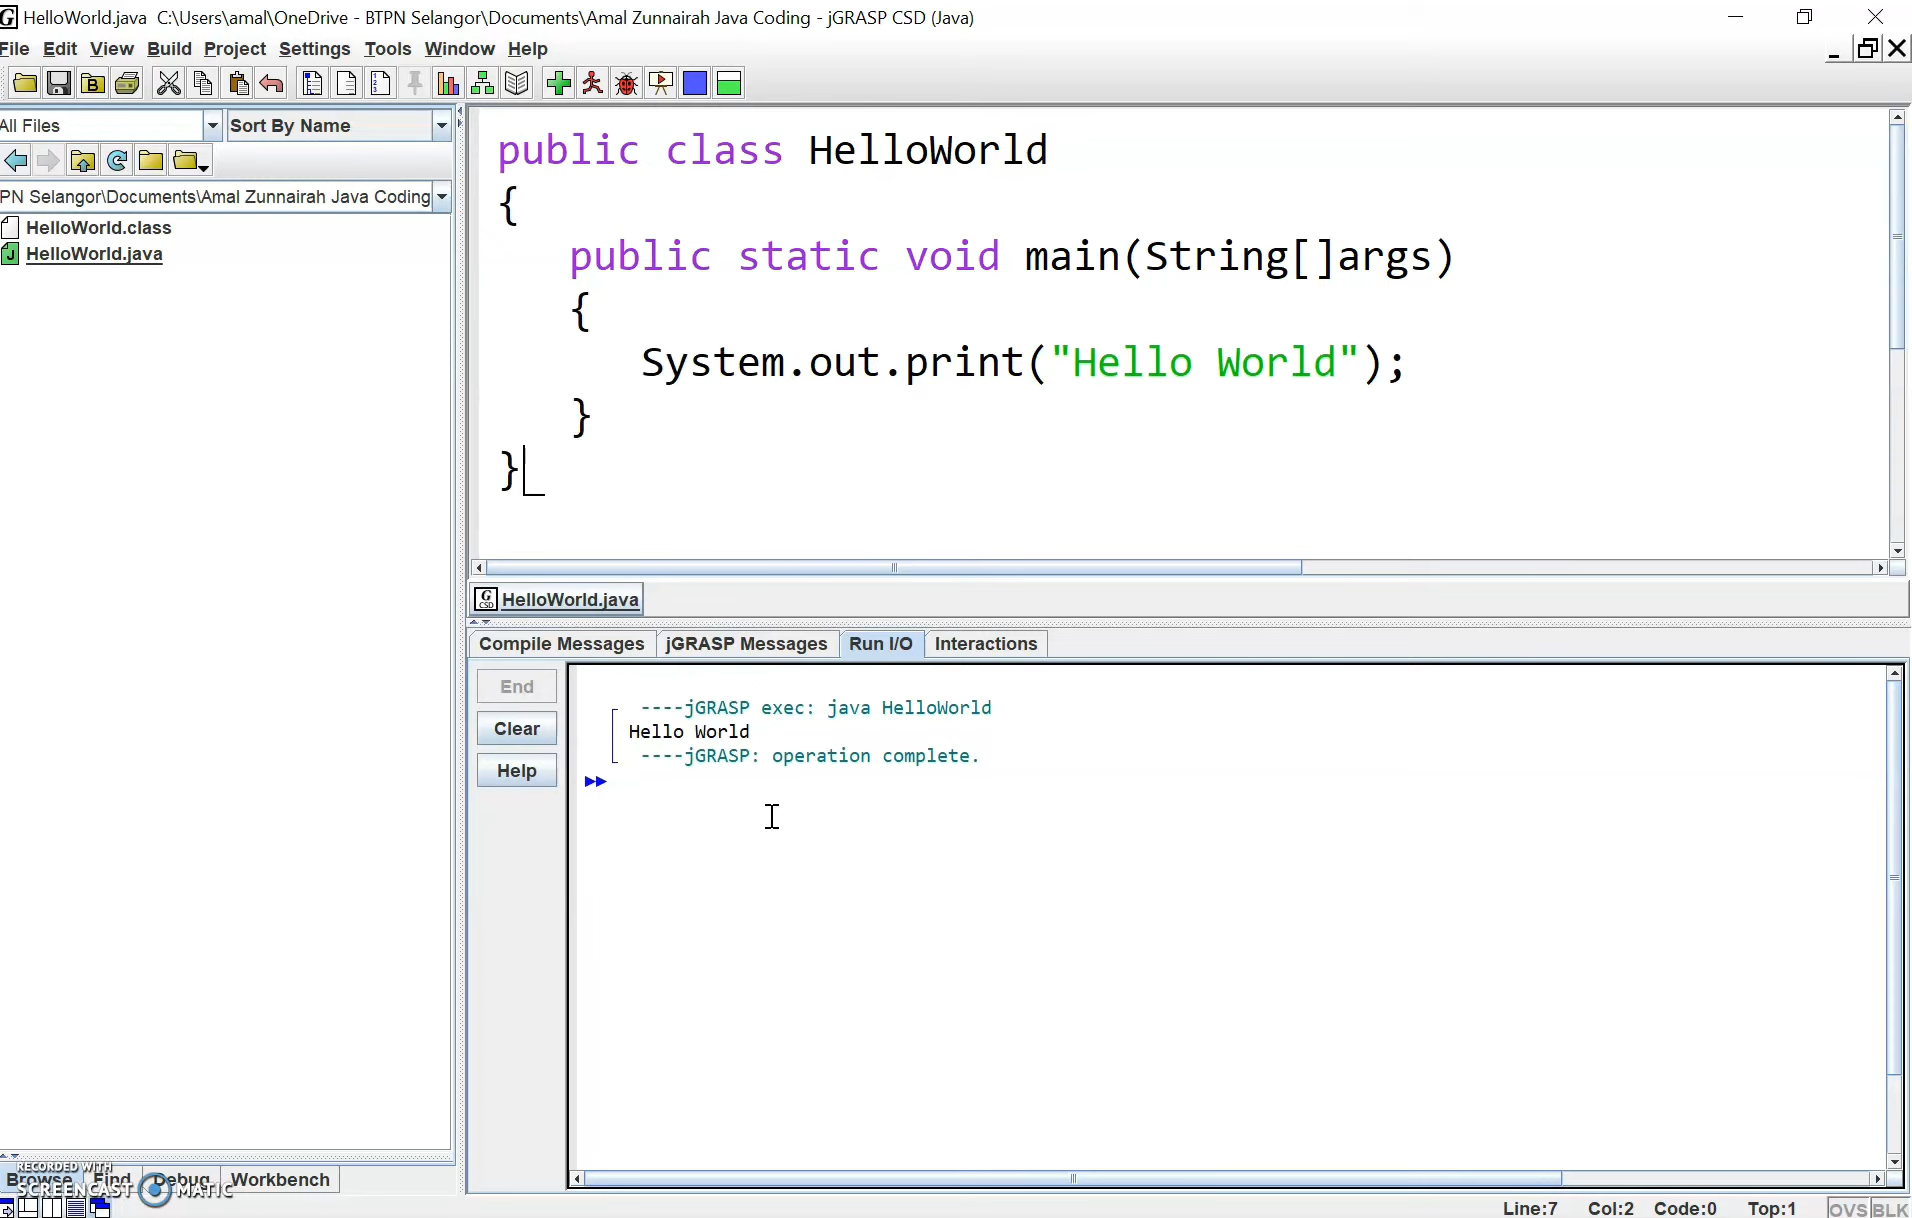 HelloWorld.java  C:\Users\amal\OneDrive - BTPN Selangor\Documents\Amal Zunnairah Java Coding - jGRASP CSD (Java)
File Edit View Build Project Settings Tools Window Help
All Files
Sort By Name
PN Selangor\Documents\Amal Zunnairah Java Coding
HelloWorld.class
HelloWorld.java
public class HelloWorld
{
   public static void main(String[]args)
   {
      System.out.print("Hello World");
   }
}
HelloWorld.java
Compile Messages jGRASP Messages Run I/O Interactions
End
Clear
Help
----jGRASP exec: java HelloWorld
Hello World
----jGRASP: operation complete.
Browse Find Debug Workbench
RECORDED WITH
SCREENCAST MATIC
Line:7 Col:2 Code:0 Top:1 OVS BLK